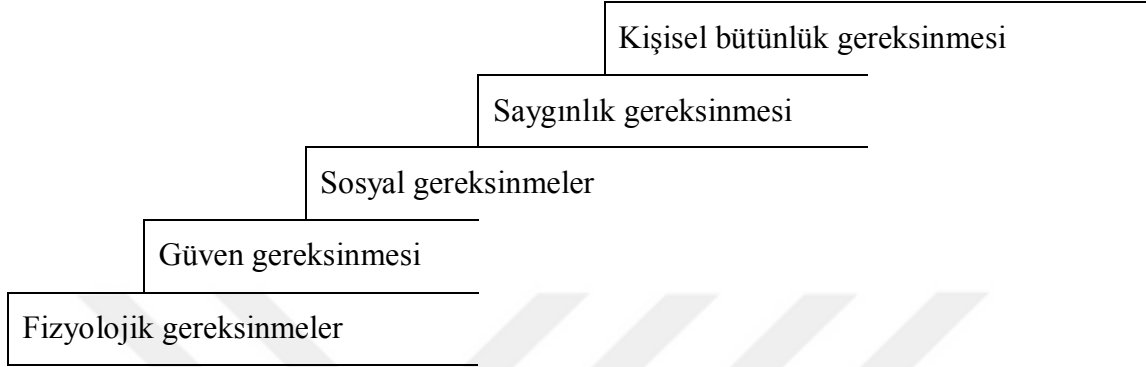 Kişisel bütünlük gereksinmesi
Saygınlık gereksinmesi
Sosyal gereksinmeler
Güven gereksinmesi
Fizyolojik gereksinmeler